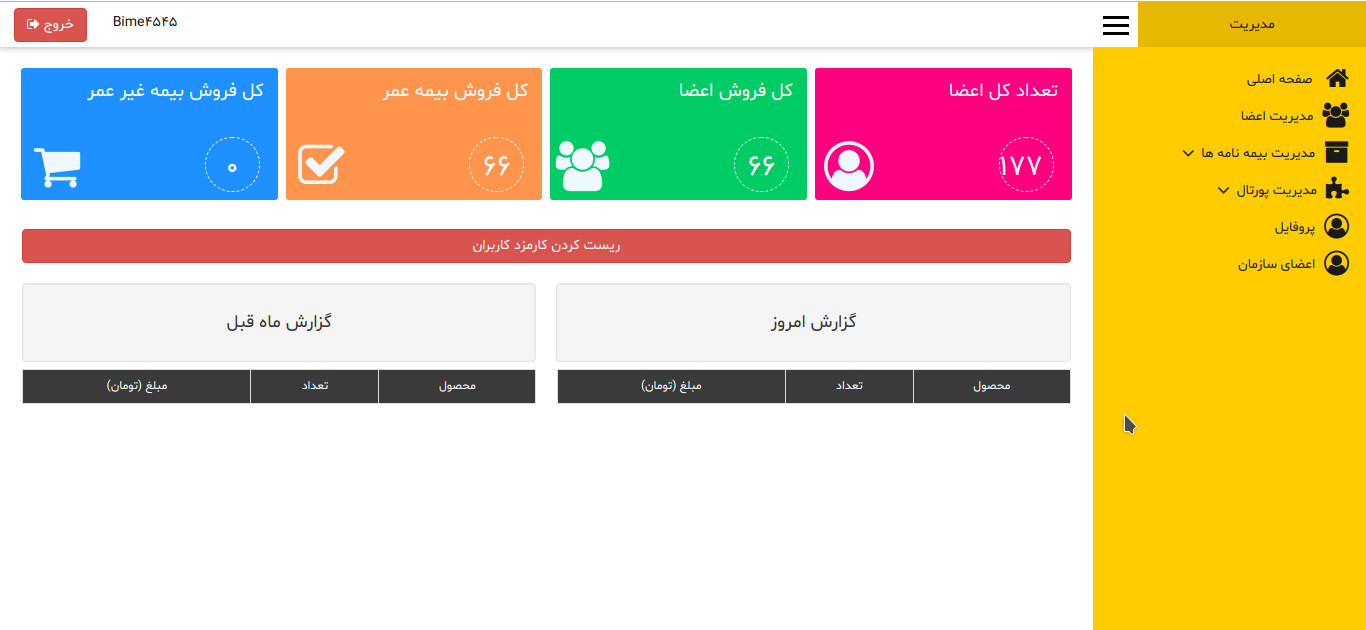 مدیریت
Bime۴۵۴۵
خروج
صفحه اصلی
مدیریت اعضا
مدیریت بیمه نامه ها
مدیریت پورتال
پروفایل
اعضای سازمان
تعداد کل اعضا
۱۷۷
کل فروش اعضا
۶۶
کل فروش بیمه عمر
۶۶
کل فروش بیمه غیر عمر
۰
ریست کردن کارمزد کاربران
گزارش امروز
محصول تعداد مبلغ (تومان)
گزارش ماه قبل
محصول تعداد مبلغ (تومان)